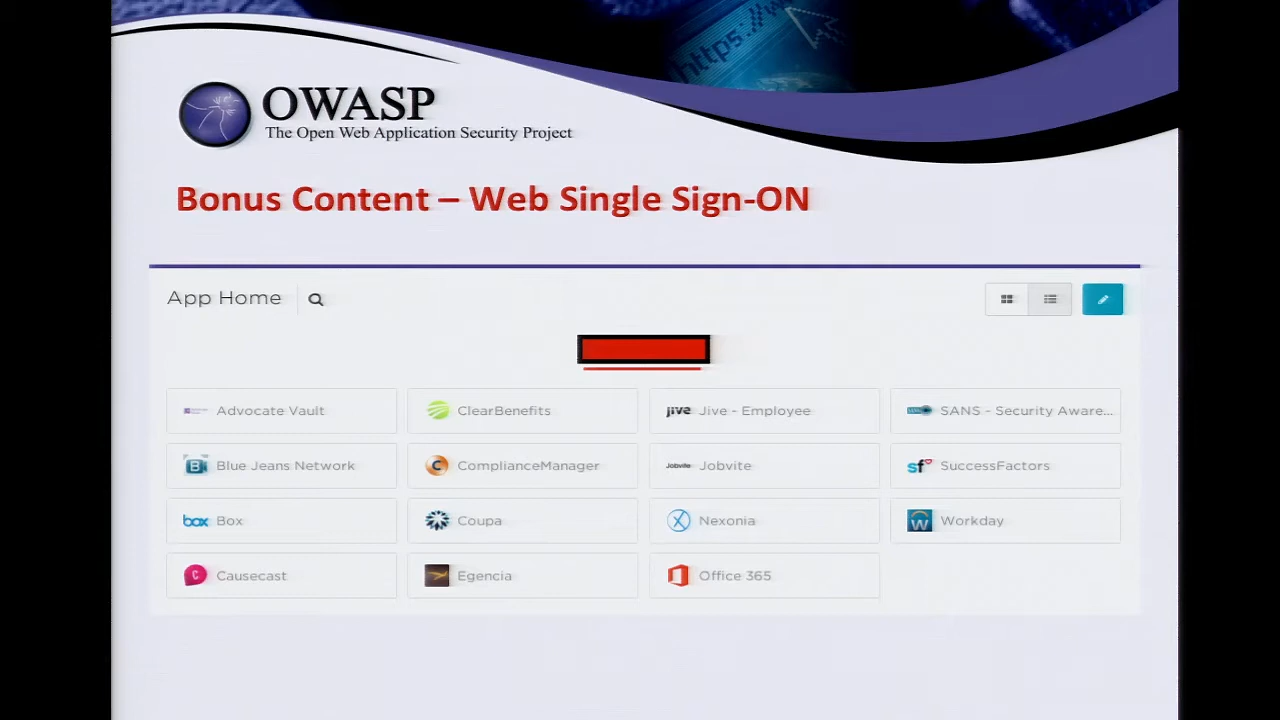 https://w
OWASP
The Open Web Application Security Project
Bonus Content – Web Single Sign-ON
App Home
Advocate Vault
ClearBenefits
jive Jive - Employee
SANS - Security Aware...
B Blue Jeans Network
C ComplianceManager
Jobvite Jobvite
sf SuccessFactors
box Box
Coupa
Nexonia
W Workday
C Causecast
Egencia
Office 365